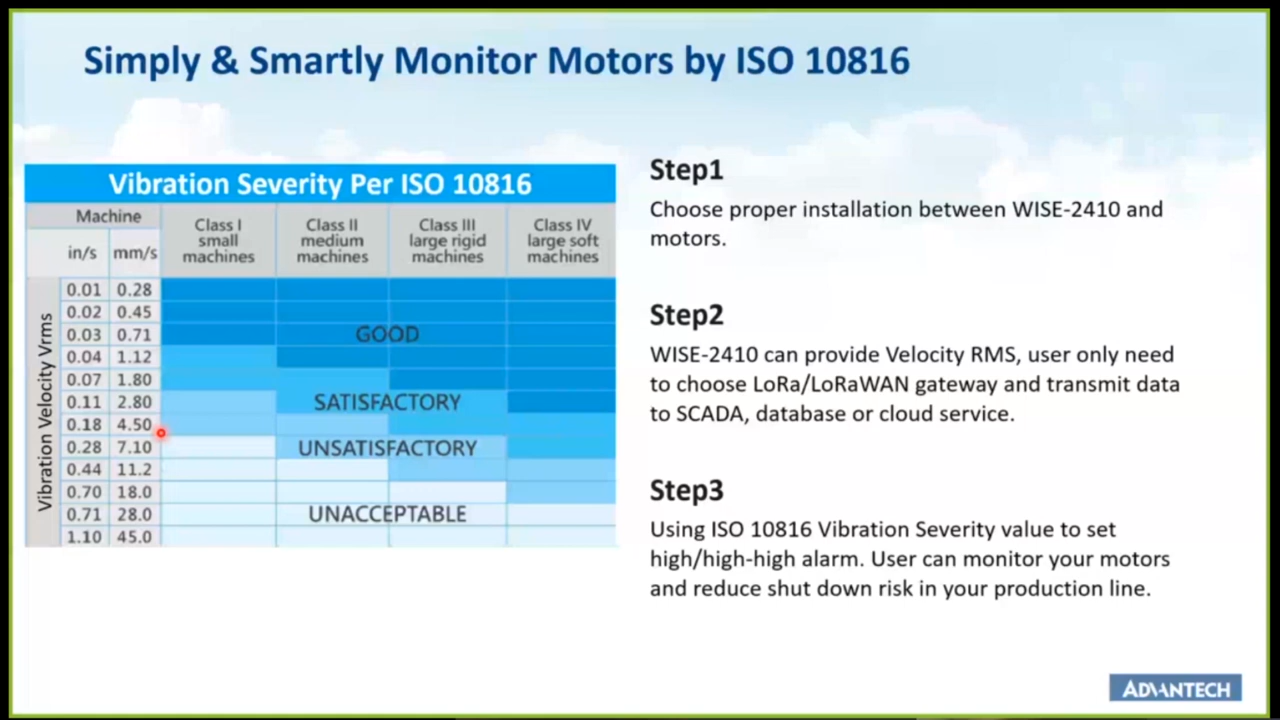 Simply & Smartly Monitor Motors by ISO 10816
Vibration Severity Per ISO 10816
Machine
in/s mm/s
Class I small machines
Class II medium machines
Class III large rigid machines
Class IV large soft machines
Vibration Velocity Vrms
0.01 0.28
0.02 0.45
0.03 0.71
GOOD
0.04 1.12
0.07 1.80
0.11 2.80
SATISFACTORY
0.18 4.50
0.28 7.10
UNSATISFACTORY
0.44 11.2
0.70 18.0
0.71 28.0
UNACCEPTABLE
1.10 45.0
Step1
Choose proper installation between WISE-2410 and
motors.
Step2
WISE-2410 can provide Velocity RMS, user only need
to choose LoRa/LoRaWAN gateway and transmit data
to SCADA, database or cloud service.
Step3
Using ISO 10816 Vibration Severity value to set
high/high-high alarm. User can monitor your motors
and reduce shut down risk in your production line.
ADVANTECH